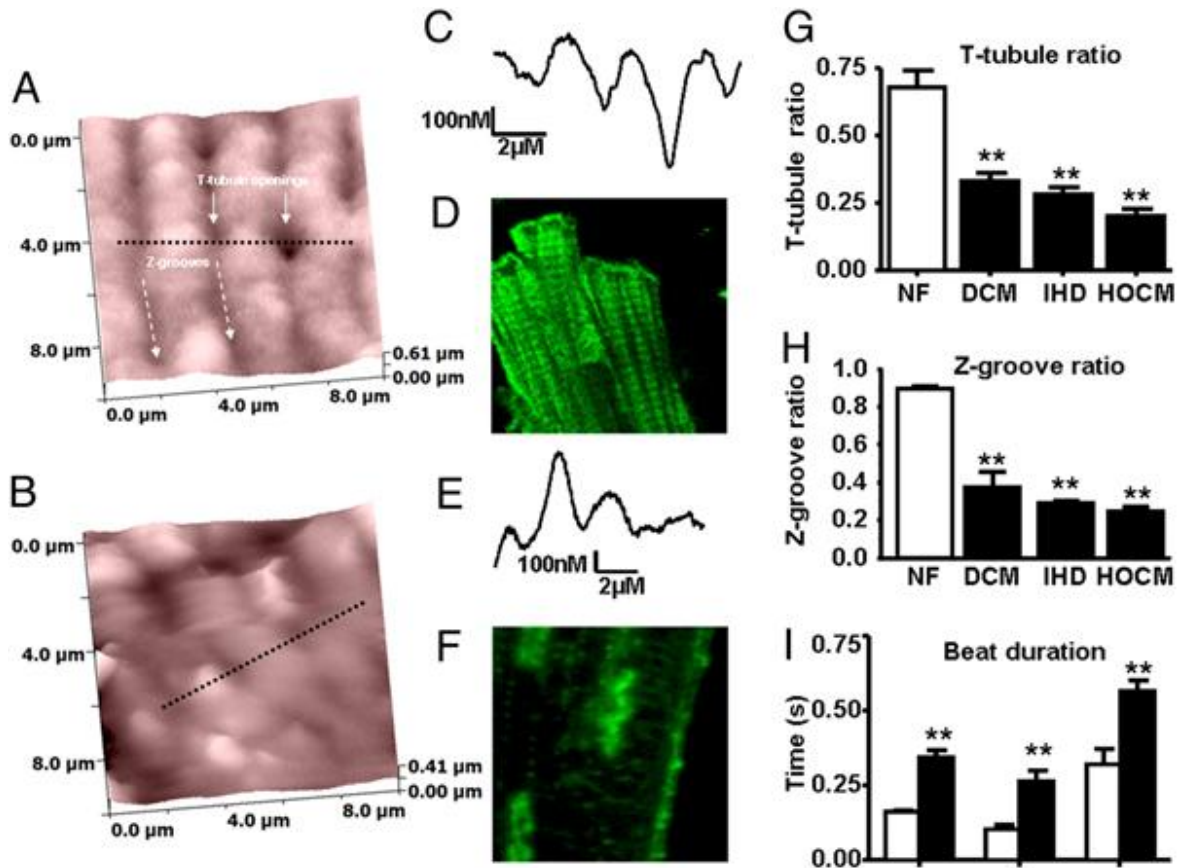 A
0.0 µm
T-tubule openings
4.0 µm
Z-grooves
8.0 µm
0.61 µm
0.00 µm
0.0 µm
4.0 µm
8.0 µm
B
0.0 µm
4.0 µm
8.0 µm
0.41 µm
0.00 µm
0.0 µm
4.0 µm
8.0 µm
C
100nM
2µM
D
E
100nM
2µM
F
G
T-tubule ratio
T-tubule ratio
0.75
0.50
0.25
0.00
**
**
**
NF DCM IHD HOCM
H
Z-groove ratio
Z-groove ratio
1.0
0.8
0.6
0.4
0.2
0.0
**
**
**
NF DCM IHD HOCM
I
Beat duration
Time (s)
0.75
0.50
0.25
0.00
**
**
**